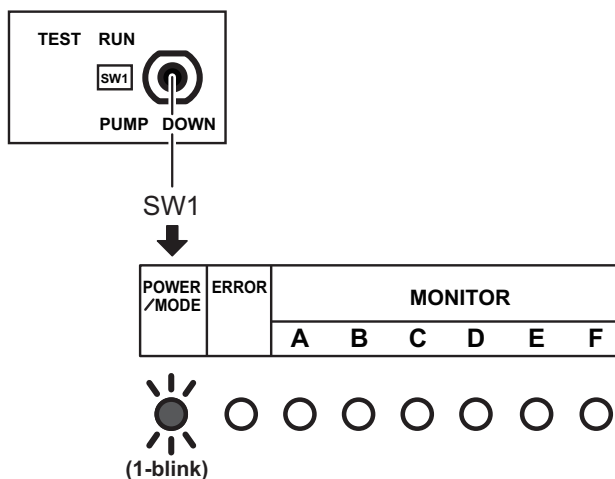 TEST RUN
SW1
PUMP DOWN
SW1
POWER
/MODE
ERROR
MONITOR
A B C D E F
(1-blink)